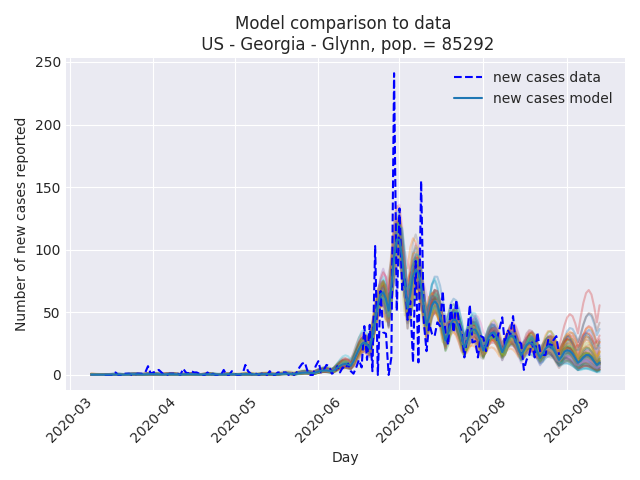 Model comparison to data
US - Georgia - Glynn, pop. = 85292
250
200
150
100
50
0
Number of new cases reported
new cases data
new cases model
2020-03
2020-04
2020-05
2020-06
2020-07
2020-08
2020-09
Day